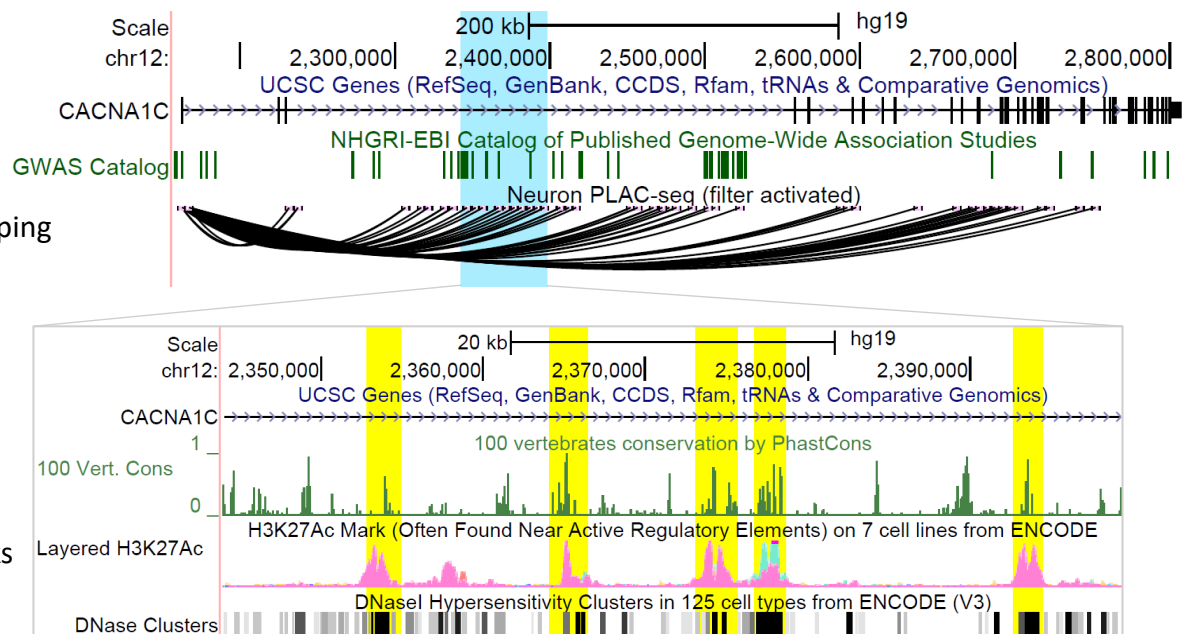 Scale 200 kb hg19
chr12: 2,300,000 2,400,000 2,500,000 2,600,000 2,700,000 2,800,000
UCSC Genes (RefSeq, GenBank, CCDS, Rfam, tRNAs & Comparative Genomics)
CACNA1C
NHGRI-EBI Catalog of Published Genome-Wide Association Studies
GWAS Catalog
Neuron PLAC-seq (filter activated)
ping
Scale 20 kb hg19
chr12: 2,350,000 2,360,000 2,370,000 2,380,000 2,390,000
UCSC Genes (RefSeq, GenBank, CCDS, Rfam, tRNAs & Comparative Genomics)
CACNA1C
1 100 vertebrates conservation by PhastCons
100 Vert. Cons
0
H3K27Ac Mark (Often Found Near Active Regulatory Elements) on 7 cell lines from ENCODE
Layered H3K27Ac
DNaseI Hypersensitivity Clusters in 125 cell types from ENCODE (V3)
DNase Clusters